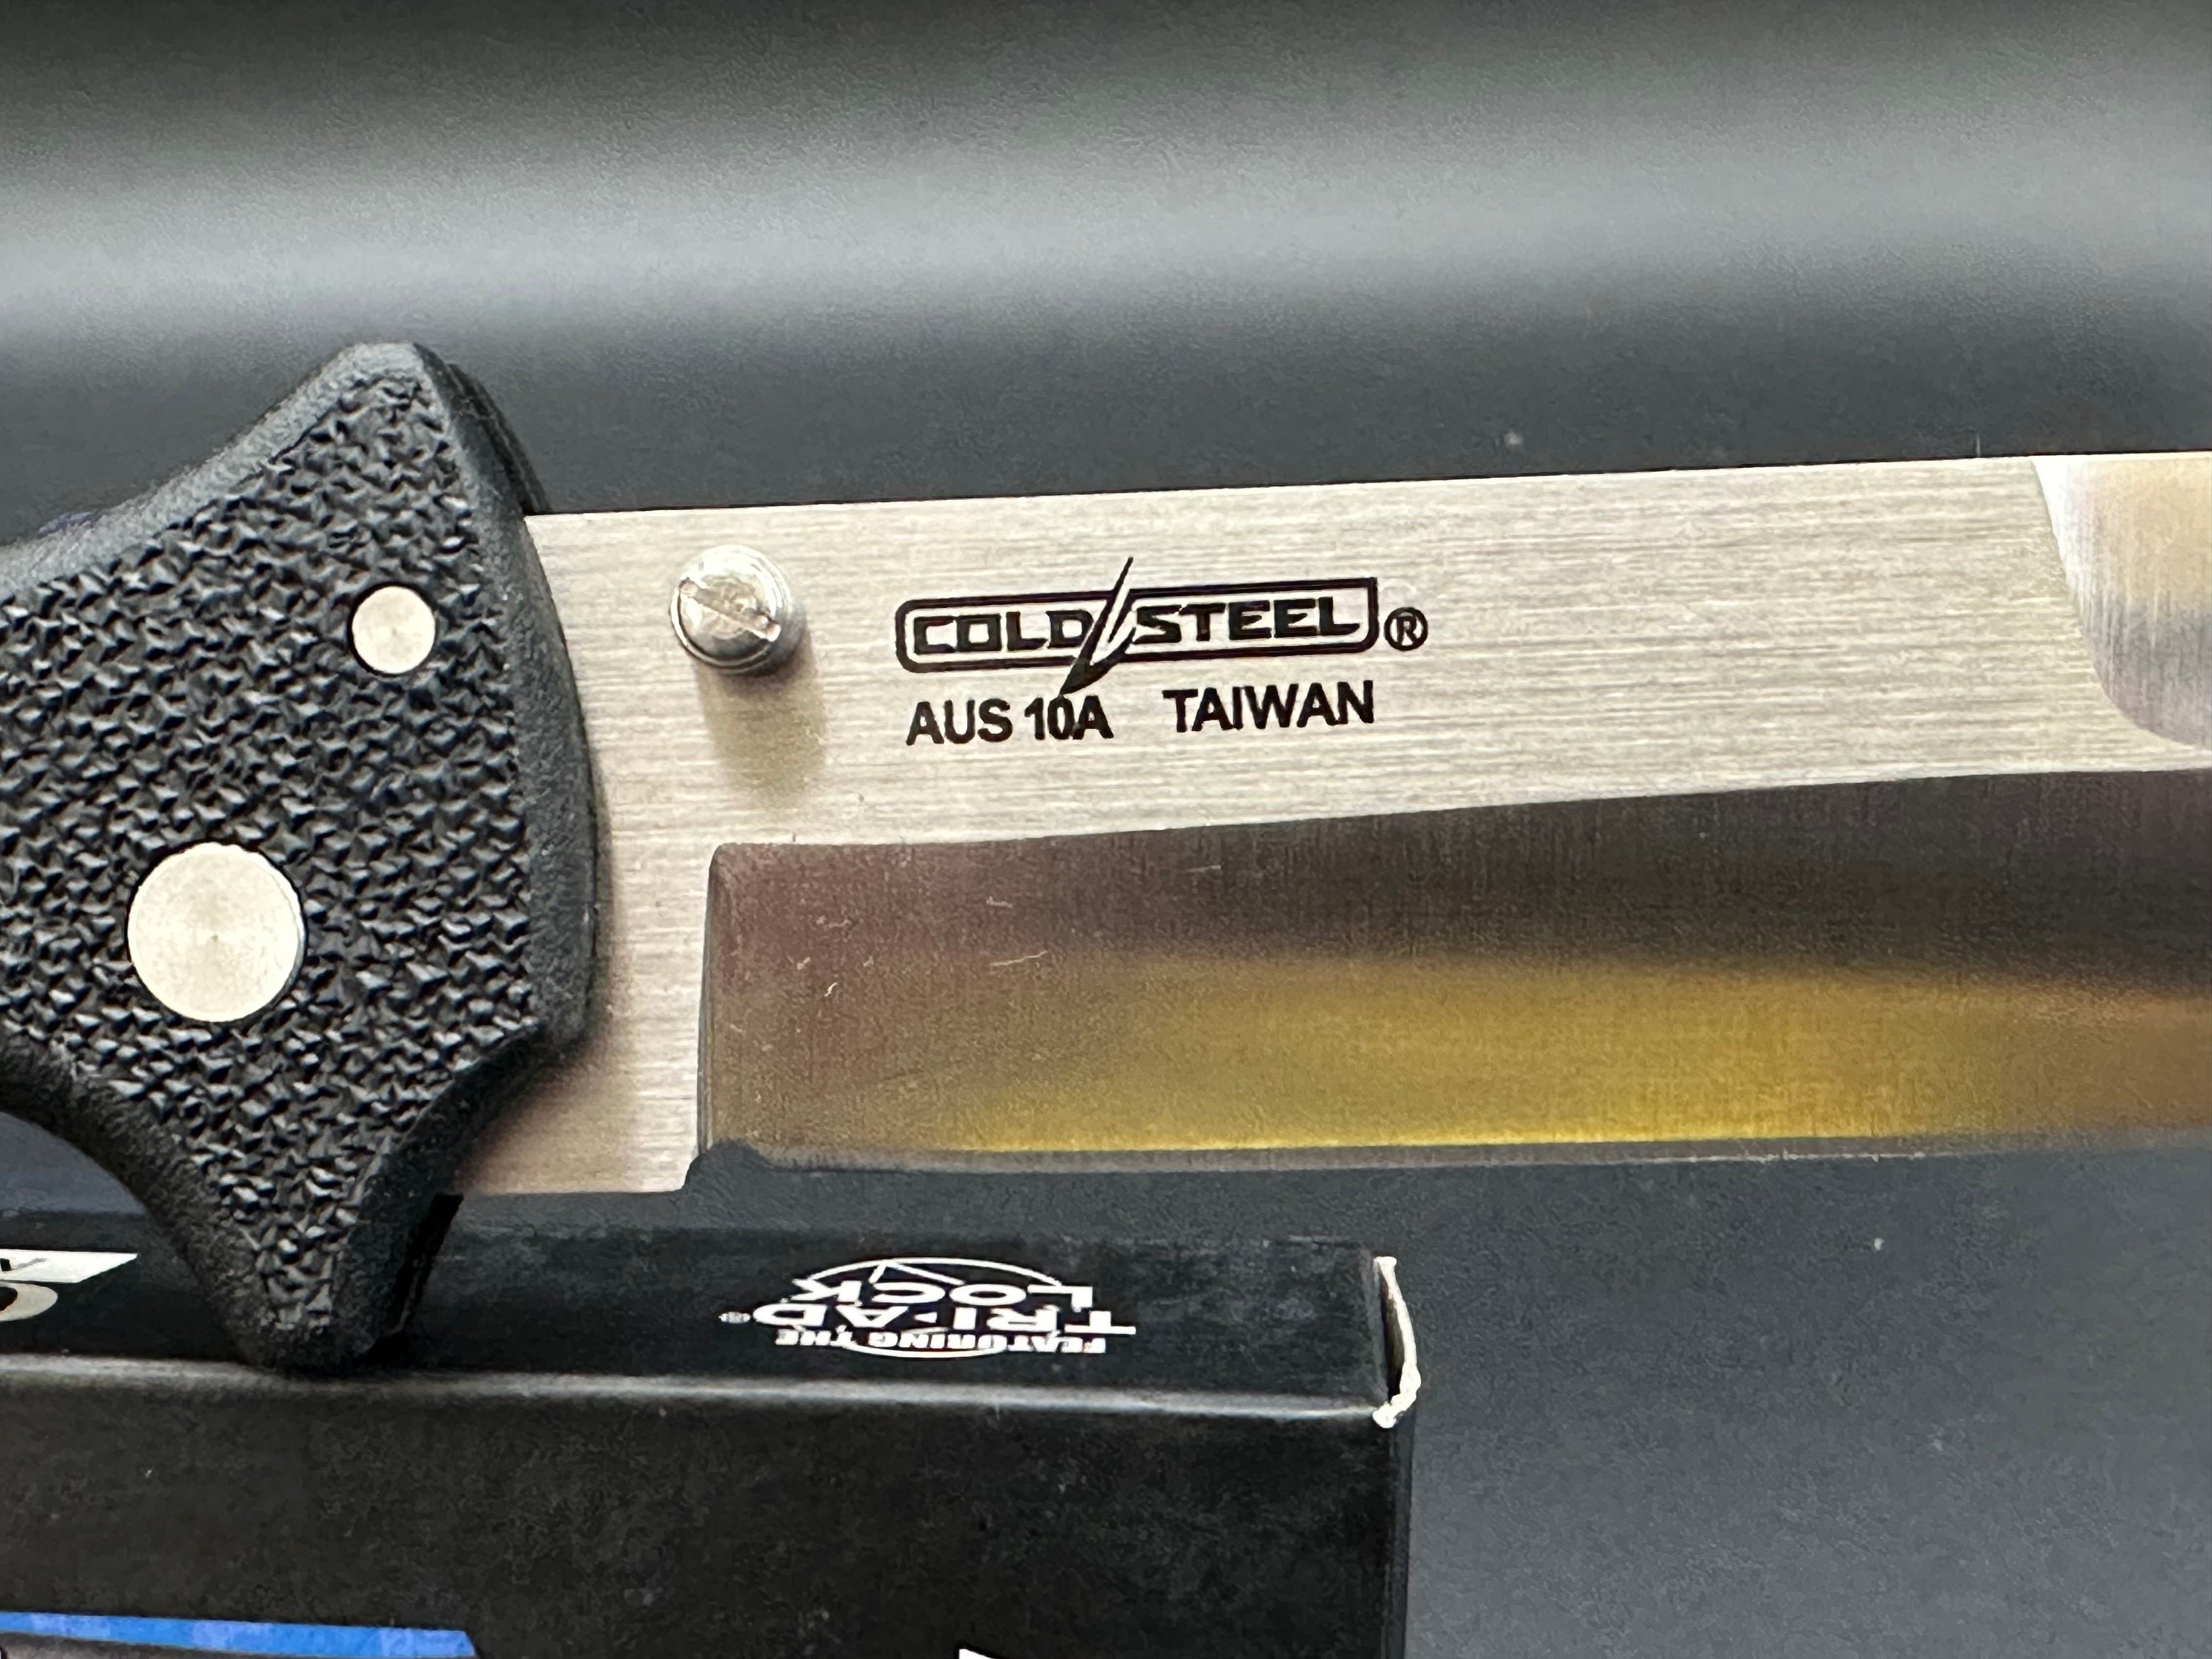 COLD STEEL®
AUS 10A TAIWAN
FEATURING THE
TRI-AD®
LOCK